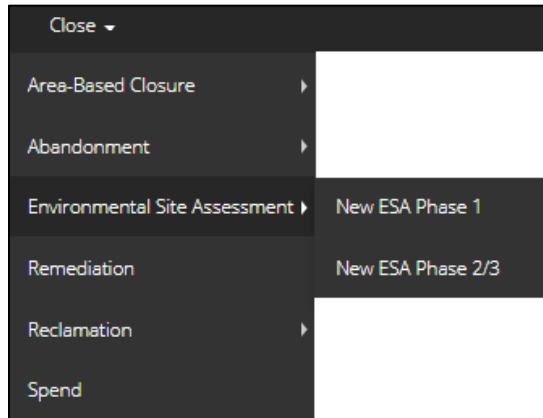 Close
Area-Based Closure
Abandonment
Environmental Site Assessment
New ESA Phase 1
New ESA Phase 2/3
Remediation
Reclamation
Spend